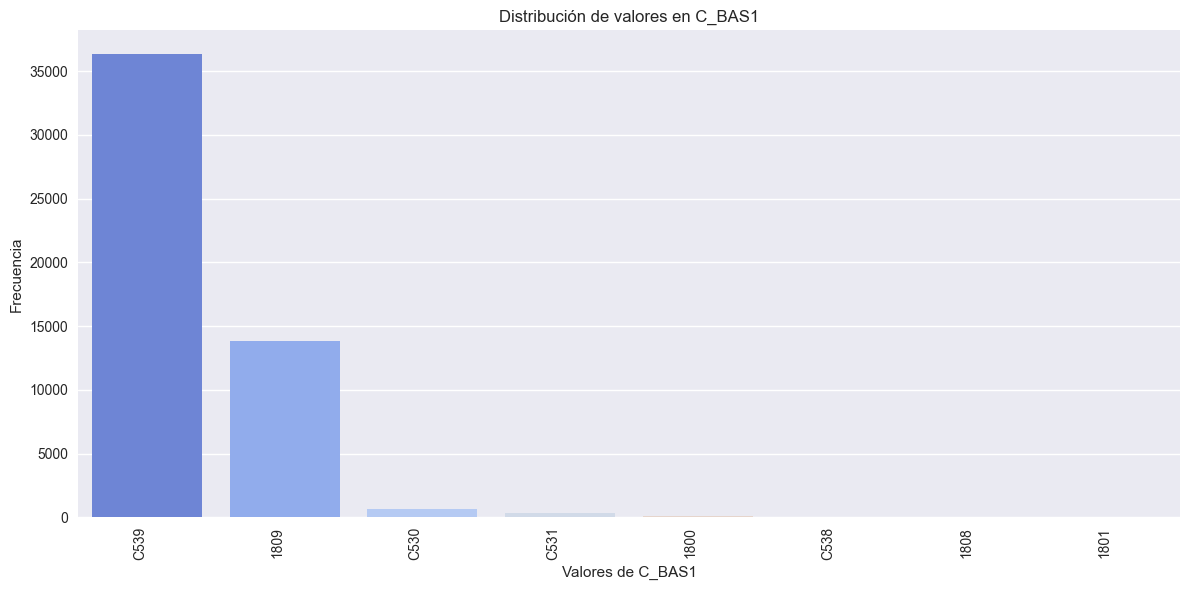 Distribución de valores en C_BAS1
Frecuencia
35000
30000
25000
20000
15000
10000
5000
0
C539
1809
C530
C531
1800
C538
1808
1801
Valores de C_BAS1